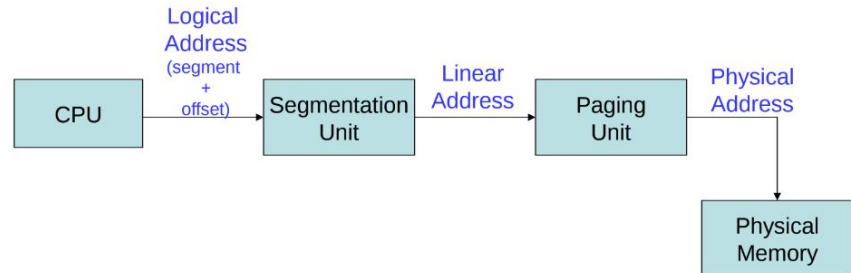 Logical
Address
(segment
+
offset)
CPU
Segmentation
Unit
Linear
Address
Paging
Unit
Physical
Address
Physical
Memory